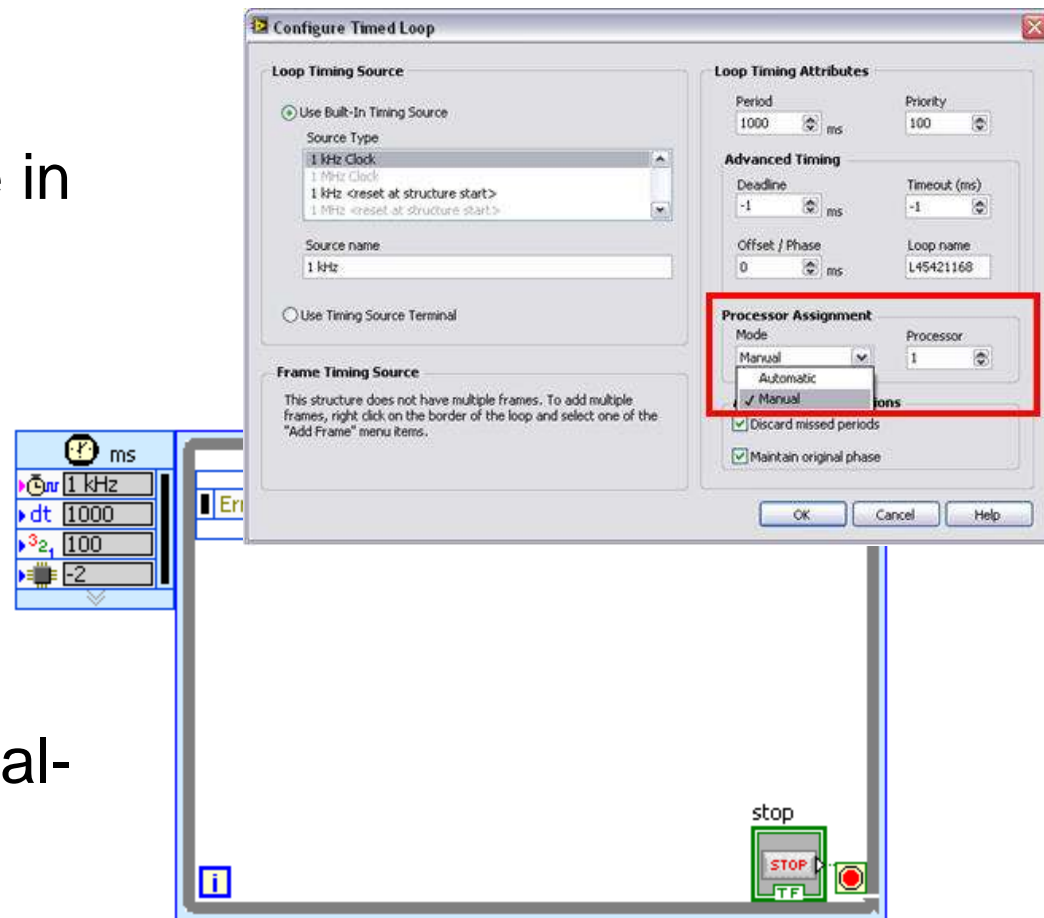 Configure Timed Loop
Loop Timing Source
Use Built-In Timing Source
Source Type
1 kHz Clock
1 MHz Clock
1 kHz <reset at structure start>
1 MHz <reset at structure start>
Source name
1 kHz
Use Timing Source Terminal
Frame Timing Source
This structure does not have multiple frames. To add multiple
frames, right click on the border of the loop and select one of the
"Add Frame" menu items.
Loop Timing Attributes
Period Priority
1000 ms 100
Advanced Timing
Deadline Timeout (ms)
-1 ms -1
Offset / Phase Loop name
0 ms L45421168
Processor Assignment
Mode Processor
Manual 1
Automatic
✓ Manual
Discard missed periods
Maintain original phase
OK Cancel Help
in
ms
1 kHz
dt 1000
321 100
-2
Err
al-
stop
STOP
TF
i